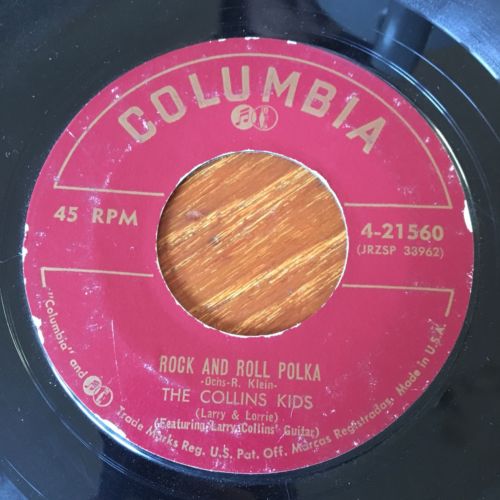 COLUMBIA
45 RPM
4-21560
(JRZSP 33962)
ROCK AND ROLL POLKA
-Ochs-R. Klein-
THE COLLINS KIDS
(Larry & Lorrie)
(Featuring Larry Collins' Guitar)
"Columbia" and Trade Marks Reg. U.S. Pat. Off. Marcas Registradas. Made in U.S.A.